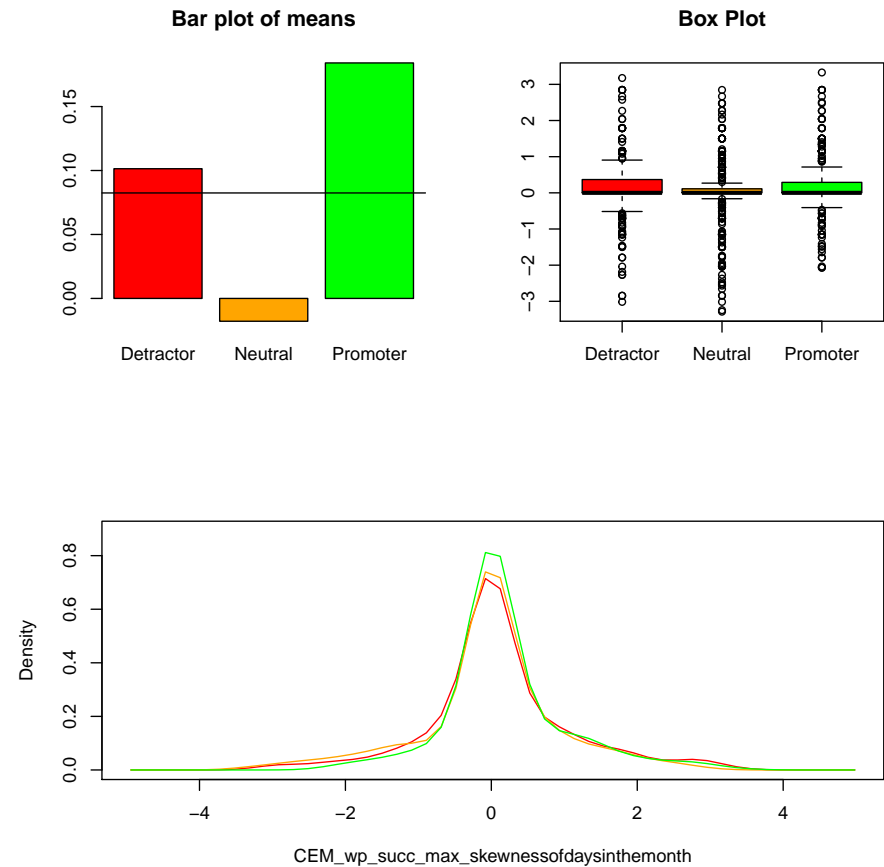 Bar plot of means
0.15
0.10
0.05
0.00
Detractor Neutral Promoter
Box Plot
3
2
1
0
−1
−2
−3
Detractor Neutral Promoter
Density
0.8
0.6
0.4
0.2
0.0
−4 −2 0 2 4
CEM_wp_succ_max_skewnessofdaysinthemonth